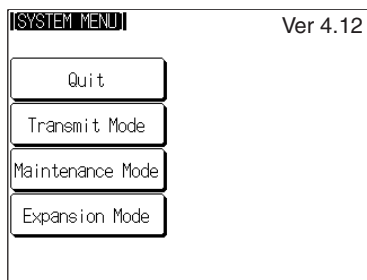 SYSTEM MENU
Ver 4.12
Quit
Transmit Mode
Maintenance Mode
Expansion Mode